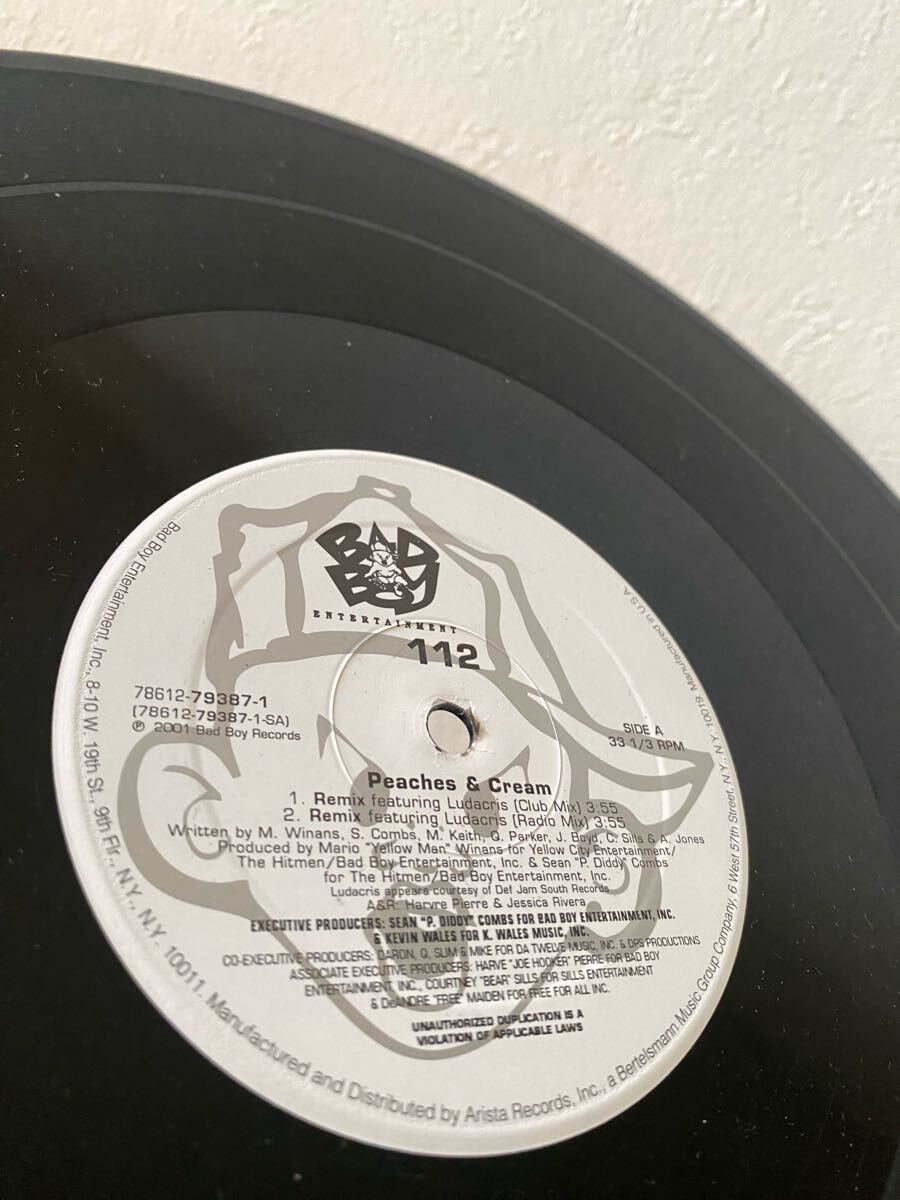 BAD BOY
ENTERTAINMENT
112
78612-79387-1
(78612-79387-1-SA)
℗ 2001 Bad Boy Records
SIDE A
33 1/3 RPM
Peaches & Cream
1. Remix featuring Ludacris (Club Mix) 3:55
2. Remix featuring Ludacris (Radio Mix) 3:55
Written by M. Winans, S. Combs, M. Keith, Q. Parker, J. Boyd, C. Sills & A. Jones
Produced by Mario "Yellow Man" Winans for Yellow City Entertainment/
The Hitmen/Bad Boy Entertainment, Inc. & Sean "P. Diddy" Combs
for The Hitmen/Bad Boy Entertainment, Inc.
Ludacris appears courtesy of Def Jam South Records
A&R: Harvre Pierre & Jessica Rivera
EXECUTIVE PRODUCERS: SEAN "P. DIDDY" COMBS FOR BAD BOY ENTERTAINMENT, INC.
& KEVIN WALES FOR K. WALES MUSIC, INC.
CO-EXECUTIVE PRODUCERS: DARON, Q, SLIM & MIKE FOR DA TWELVE MUSIC, INC. & DPS PRODUCTIONS
ASSOCIATE EXECUTIVE PRODUCERS: HARVE "JOE HOOKER" PIERRE FOR BAD BOY
ENTERTAINMENT, INC., COURTNEY "BEAR" SILLS FOR SILLS ENTERTAINMENT
& DeANDRE "FREE" MAIDEN FOR FREE FOR ALL INC.
UNAUTHORIZED DUPLICATION IS A
VIOLATION OF APPLICABLE LAWS
Bad Boy Entertainment, Inc., 8-10 W. 19th St., 9th Flr., N.Y., N.Y. 10011. Manufactured and Distributed by Arista Records, Inc., a Bertelsmann Music Group Company, 6 West 57th Street, N.Y., N.Y. 10019. Manufactured in U.S.A